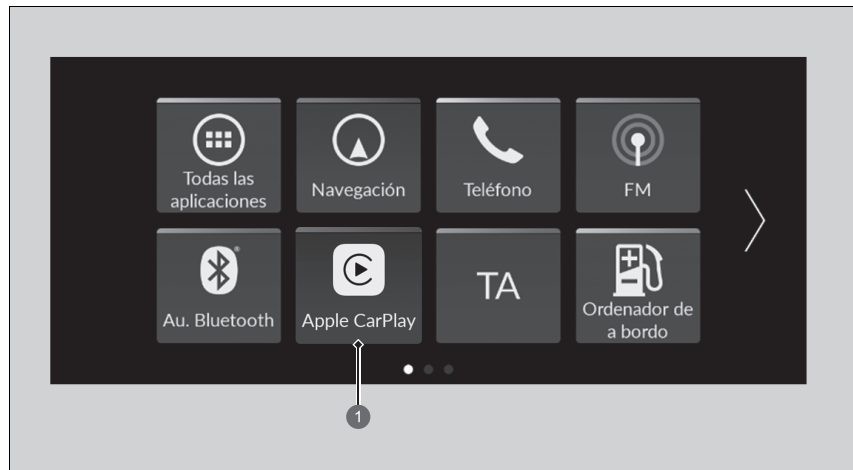 Todas las
aplicaciones
Navegación
Teléfono
FM
Au. Bluetooth
Apple CarPlay
TA
Ordenador de
a bordo
1